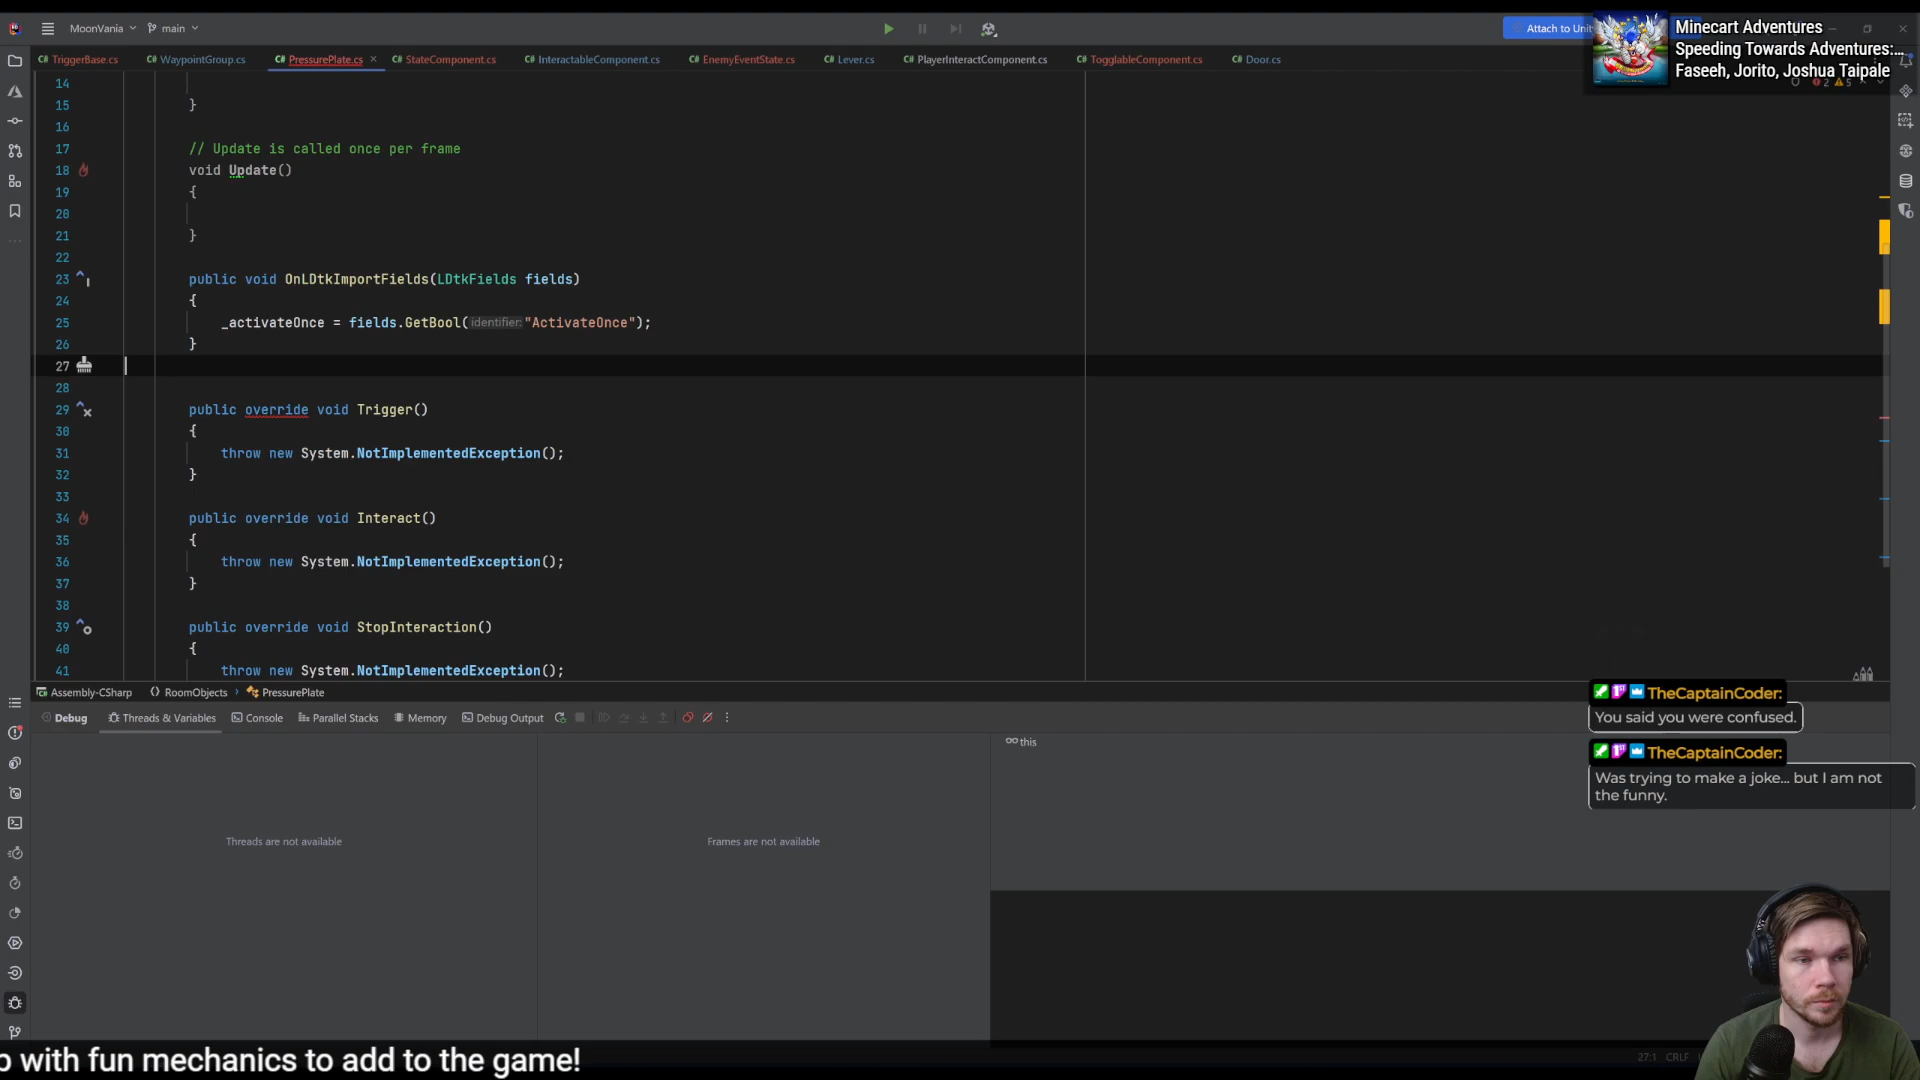 MoonVania
main
Attach to Unit
Minecart Adventures
Speeding Towards Adventures:...
Faseeh, Jorito, Joshua Taipale
C# TriggerBase.cs
C# WaypointGroup.cs
C# PressurePlate.cs
C# StateComponent.cs
C# InteractableComponent.cs
C# EnemyEventState.cs
C# Lever.cs
C# PlayerInteractComponent.cs
C# TogglableComponent.cs
C# Door.cs
2 5
14
15 }
16
17 // Update is called once per frame
18 void Update()
19 {
20
21 }
22
23 public void OnLDtkImportFields(LDtkFields fields)
24 {
25 _activateOnce = fields.GetBool(identifier: "ActivateOnce");
26 }
27
28
29 public override void Trigger()
30 {
31 throw new System.NotImplementedException();
32 }
33
34 public override void Interact()
35 {
36 throw new System.NotImplementedException();
37 }
38
39 public override void StopInteraction()
40 {
41 throw new System.NotImplementedException();
Assembly-CSharp RoomObjects PressurePlate
Debug Threads & Variables Console Parallel Stacks Memory Debug Output
this
Threads are not available
Frames are not available
TheCaptainCoder:
You said you were confused.
TheCaptainCoder:
Was trying to make a joke... but I am not
the funny.
with fun mechanics to add to the game!
27:1 CRLF